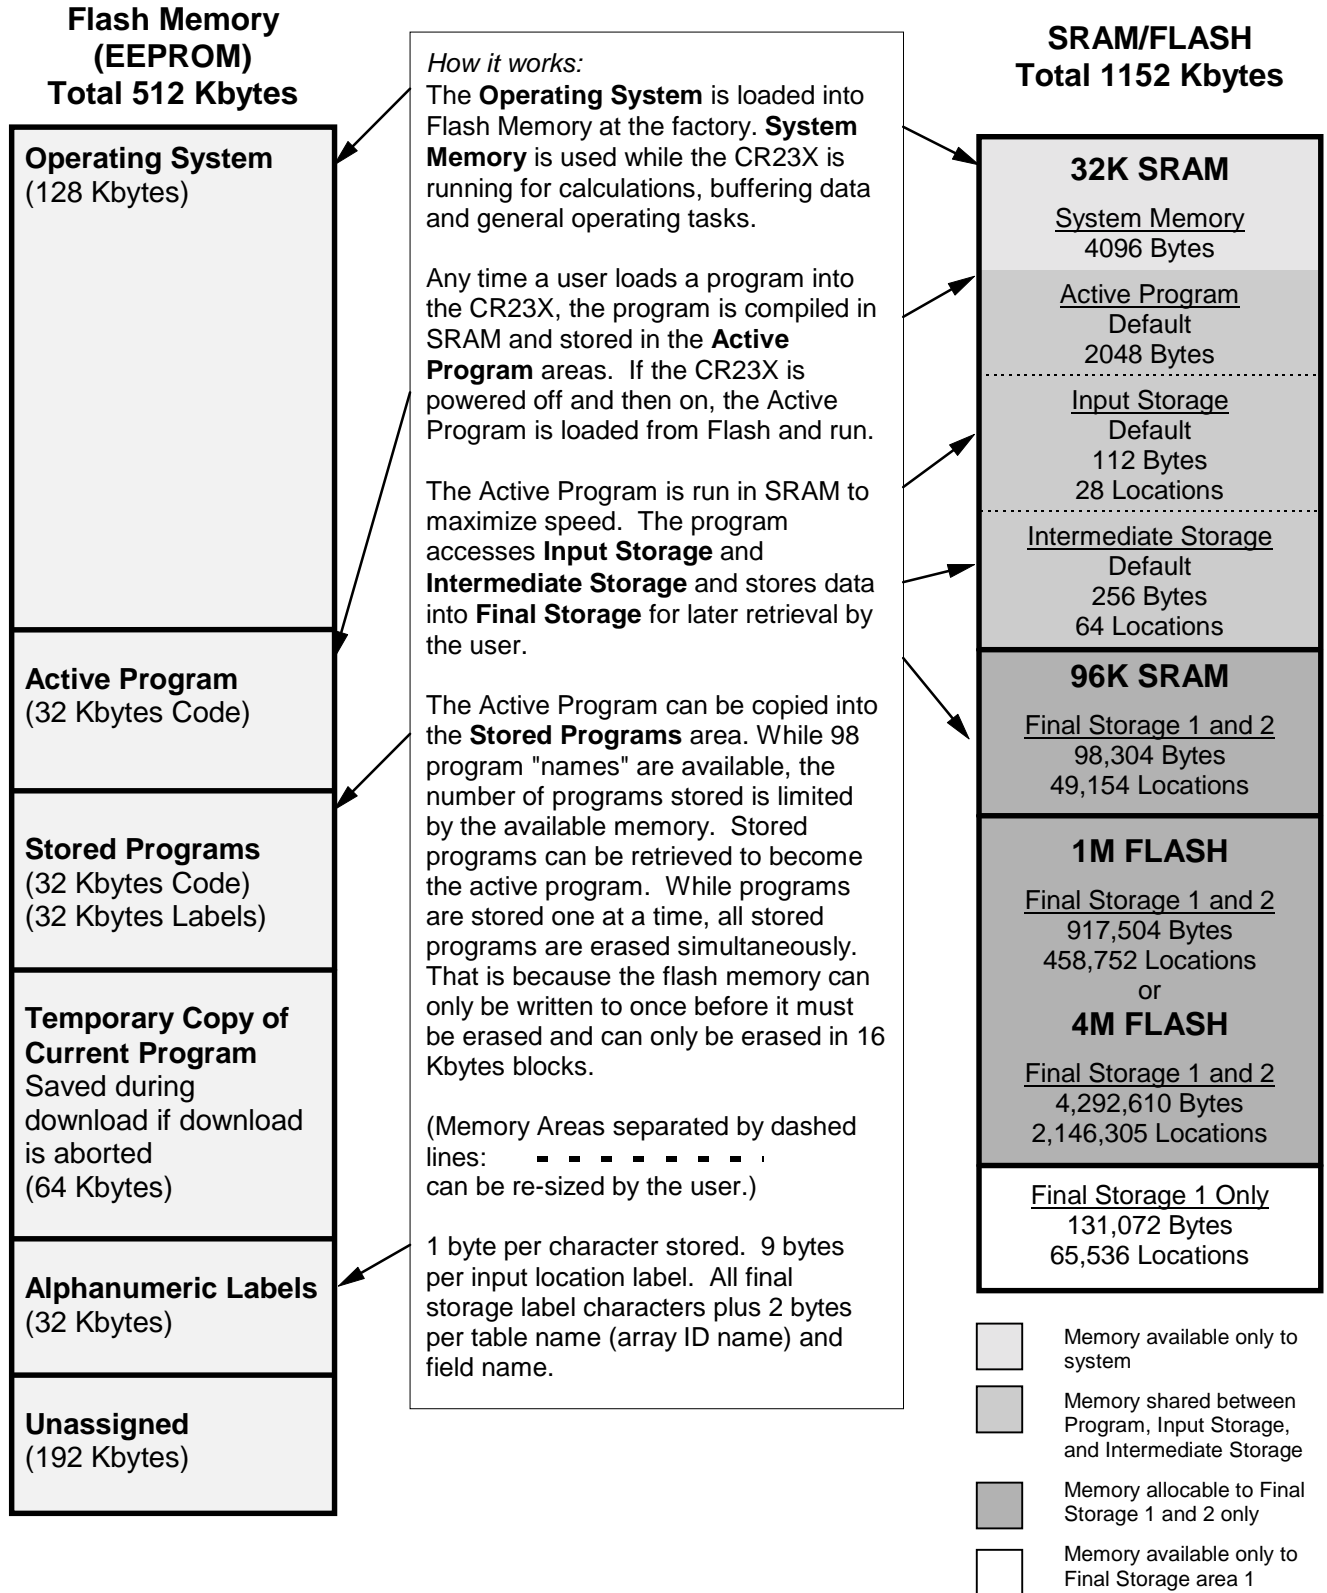 Flash Memory
(EEPROM)
Total 512 Kbytes
Operating System
(128 Kbytes)
Active Program
(32 Kbytes Code)
Stored Programs
(32 Kbytes Code)
(32 Kbytes Labels)
Temporary Copy of
Current Program
Saved during
download if download
is aborted
(64 Kbytes)
Alphanumeric Labels
(32 Kbytes)
Unassigned
(192 Kbytes)
How it works:
The Operating System is loaded into
Flash Memory at the factory. System
Memory is used while the CR23X is
running for calculations, buffering data
and general operating tasks.
Any time a user loads a program into
the CR23X, the program is compiled in
SRAM and stored in the Active
Program areas. If the CR23X is
powered off and then on, the Active
Program is loaded from Flash and run.
The Active Program is run in SRAM to
maximize speed. The program
accesses Input Storage and
Intermediate Storage and stores data
into Final Storage for later retrieval by
the user.
The Active Program can be copied into
the Stored Programs area. While 98
program "names" are available, the
number of programs stored is limited
by the available memory. Stored
programs can be retrieved to become
the active program. While programs
are stored one at a time, all stored
programs are erased simultaneously.
That is because the flash memory can
only be written to once before it must
be erased and can only be erased in 16
Kbytes blocks.
(Memory Areas separated by dashed
lines:
can be re-sized by the user.)
1 byte per character stored. 9 bytes
per input location label. All final
storage label characters plus 2 bytes
per table name (array ID name) and
field name.
SRAM/FLASH
Total 1152 Kbytes
32K SRAM
System Memory
4096 Bytes
Active Program
Default
2048 Bytes
Input Storage
Default
112 Bytes
28 Locations
Intermediate Storage
Default
256 Bytes
64 Locations
96K SRAM
Final Storage 1 and 2
98,304 Bytes
49,154 Locations
1M FLASH
Final Storage 1 and 2
917,504 Bytes
458,752 Locations
or
4M FLASH
Final Storage 1 and 2
4,292,610 Bytes
2,146,305 Locations
Final Storage 1 Only
131,072 Bytes
65,536 Locations
Memory available only to
system
Memory shared between
Program, Input Storage,
and Intermediate Storage
Memory allocable to Final
Storage 1 and 2 only
Memory available only to
Final Storage area 1